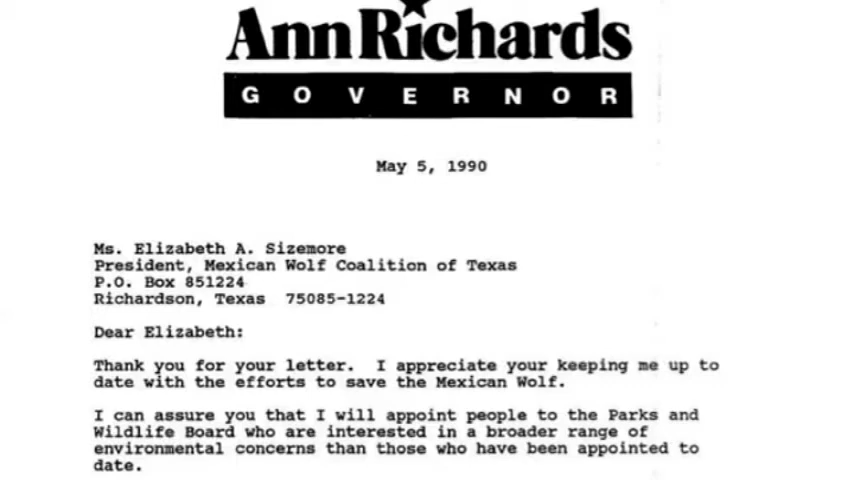 Ann Richards
GOVERNOR
May 5, 1990
Ms. Elizabeth A. Sizemore
President, Mexican Wolf Coalition of Texas
P.O. Box 851224
Richardson, Texas  75085-1224
Dear Elizabeth:
Thank you for your letter.  I appreciate your keeping me up to
date with the efforts to save the Mexican Wolf.
I can assure you that I will appoint people to the Parks and
Wildlife Board who are interested in a broader range of
environmental concerns than those who have been appointed to
date.